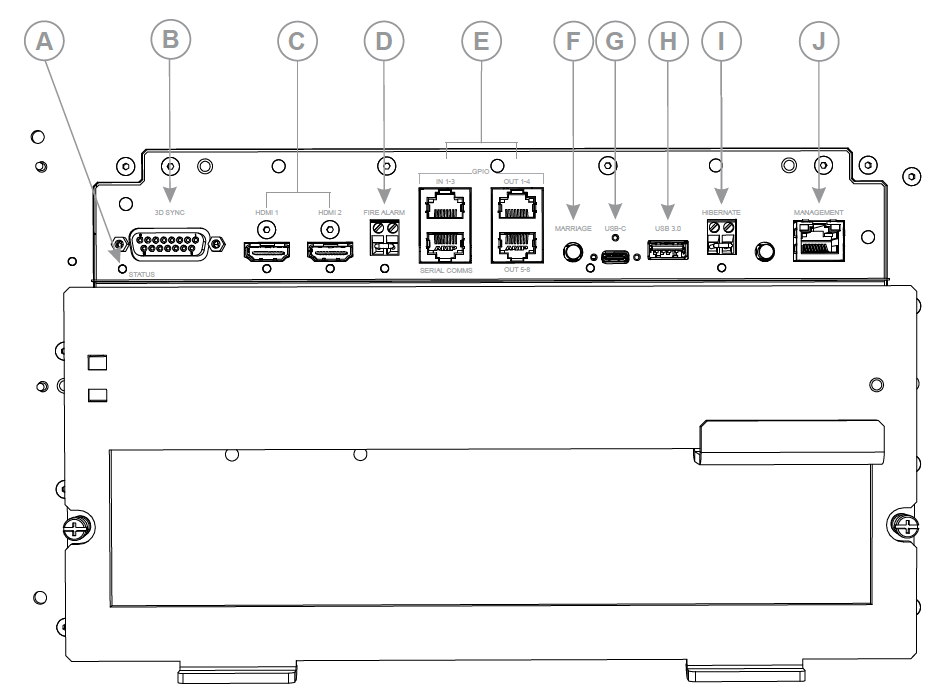 A B C D E F G H I J
GPIO
IN 1-3 OUT 1-4
3D SYNC HDMI 1 HDMI 2 FIRE ALARM HIBERNATE MANAGEMENT
MARRIAGE USB-C USB 3.0
STATUS SERIAL COMMS OUT 5-8